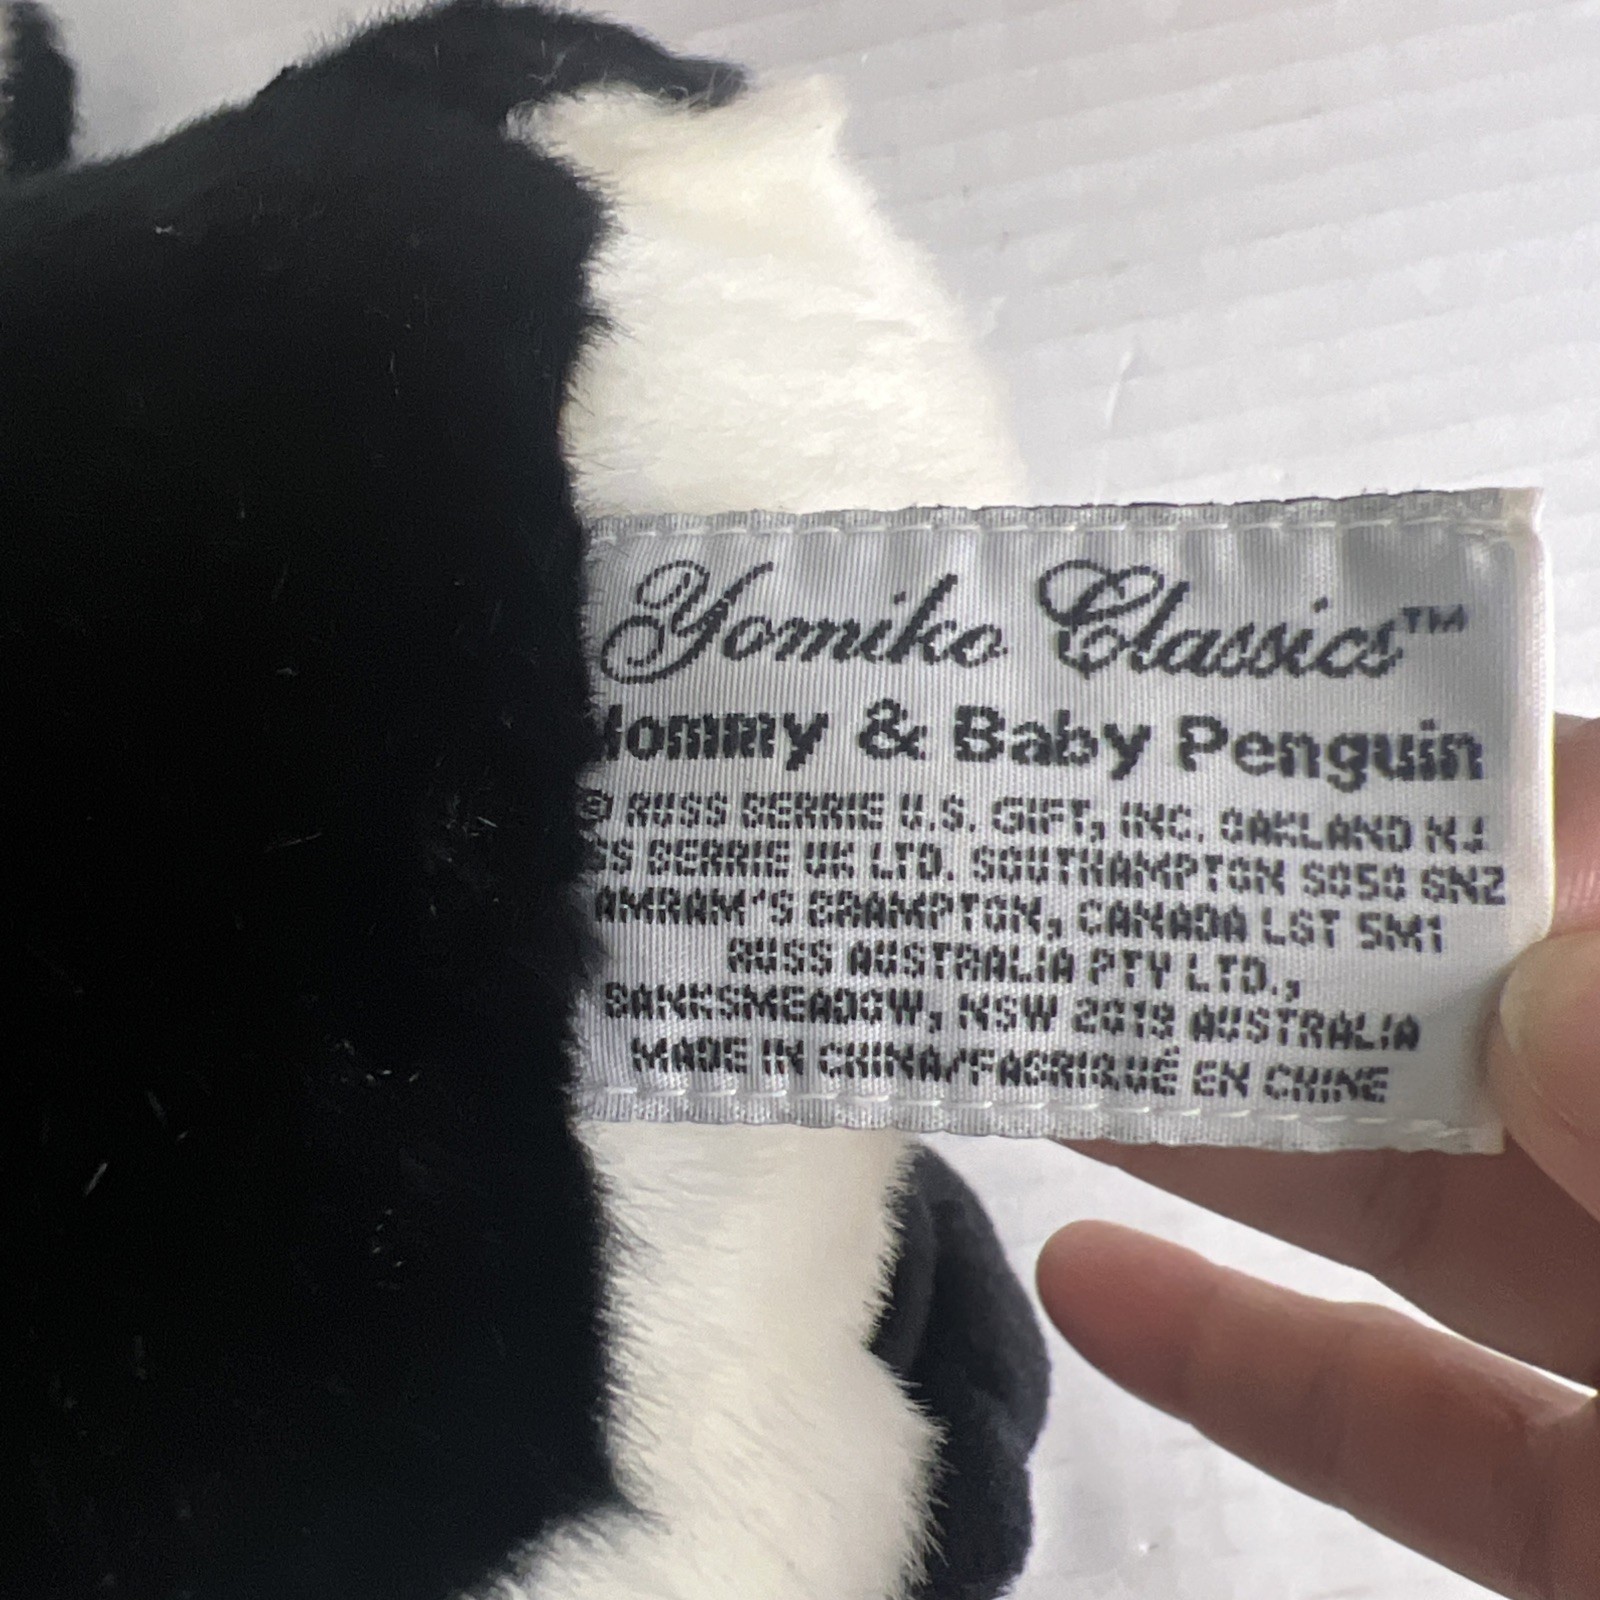 Yomiko Classics™
Mommy & Baby Penguin
© RUSS BERRIE U.S. GIFT, INC. OAKLAND NJ
SS BERRIE UK LTD. SOUTHAMPTON SO50 6NZ
AMRAM'S BRAMPTON, CANADA L6T 5M1
RUSS AUSTRALIA PTY LTD.,
BANKSMEADOW, NSW 2019 AUSTRALIA
MADE IN CHINA/FABRIQUÉ EN CHINE